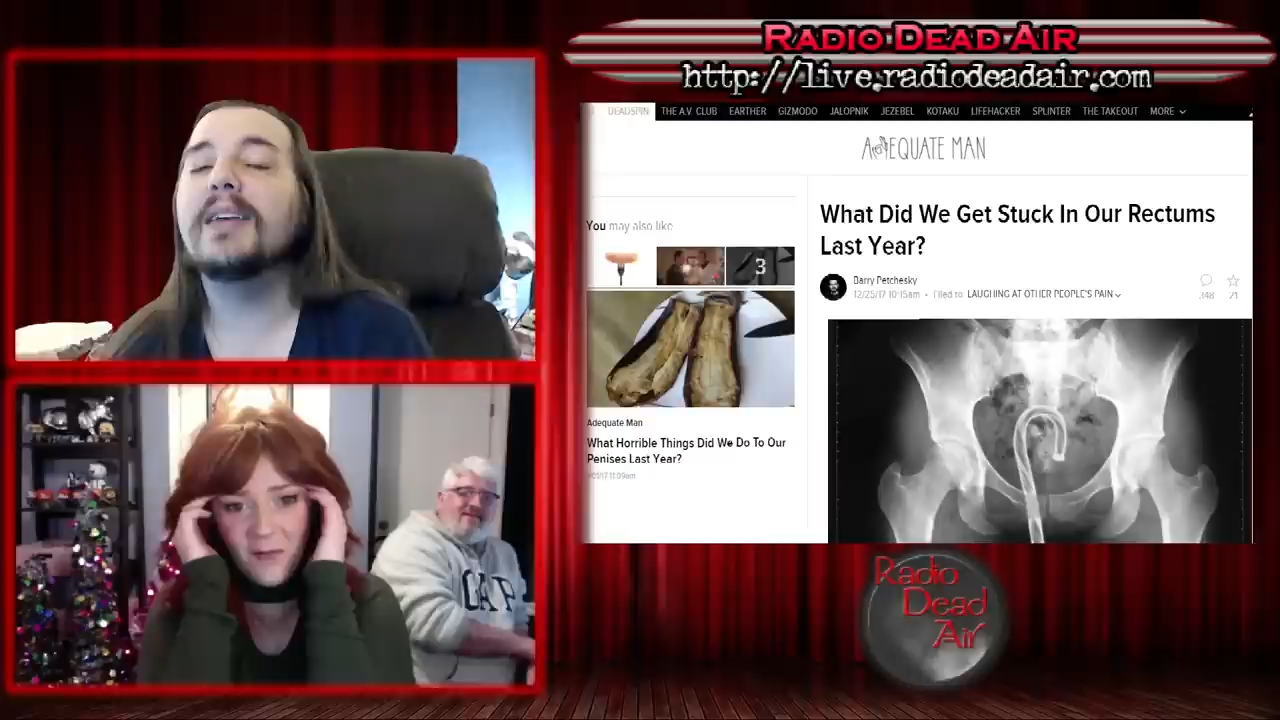 RADIO DEAD AIR
http://live.radiodeadair.com
DEADSPIN THE A.V. CLUB EARTHER GIZMODO JALOPNIK JEZEBEL KOTAKU LIFEHACKER SPLINTER THE TAKEOUT MORE
ADEQUATE MAN
You may also like
3
Adequate Man
What Horrible Things Did We Do To Our
Penises Last Year?
What Did We Get Stuck In Our Rectums
Last Year?
Barry Petchesky
12/25/17 10:15am • Filed to: LAUGHING AT OTHER PEOPLE'S PAIN
348 21
GAP
Radio
Dead
Air